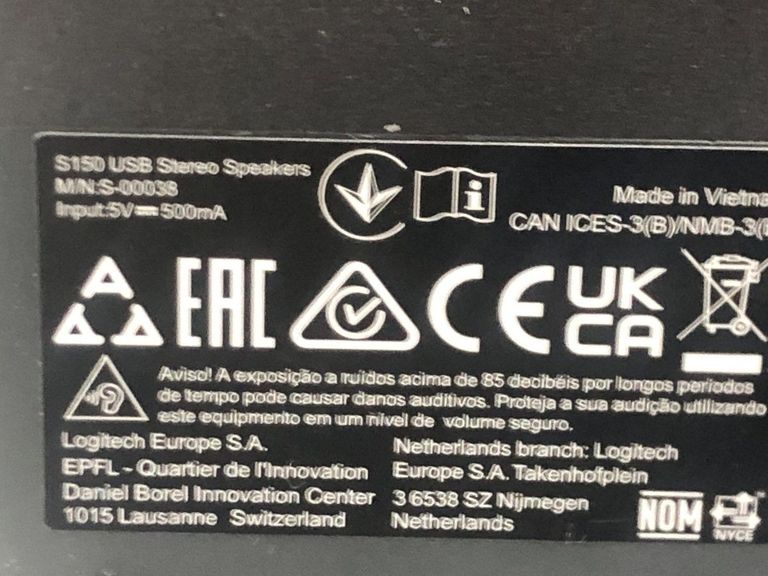 S150 USB Stereo Speakers
M/N:S-00038
Input:5V⎓500mA
Made in Vietna
CAN ICES-3(B)/NMB-3(
EAC
CE
UK
CA
Aviso! A exposição a ruídos acima de 85 decibéis por longos períodos
de tempo pode causar danos auditivos. Proteja a sua audição utilizando
este equipamento em um nível de volume seguro.
Logitech Europe S.A.
EPFL - Quartier de l'Innovation
Daniel Borel Innovation Center
1015 Lausanne Switzerland
Netherlands branch: Logitech
Europe S.A. Takenhofplein
3 6538 SZ Nijmegen
Netherlands
NOM
NYCE